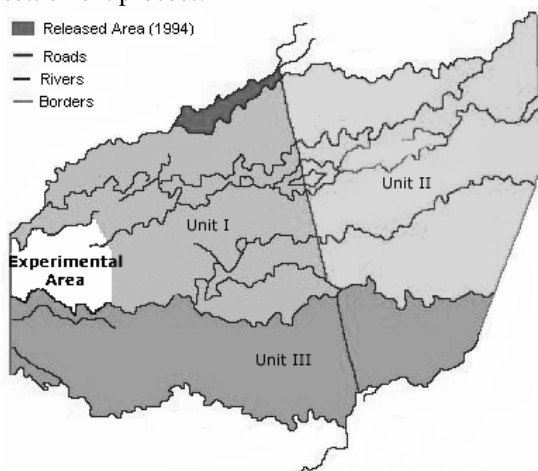 Released Area (1994)
Roads
Rivers
Borders
Unit II
Unit I
Experimental
Area
Unit III